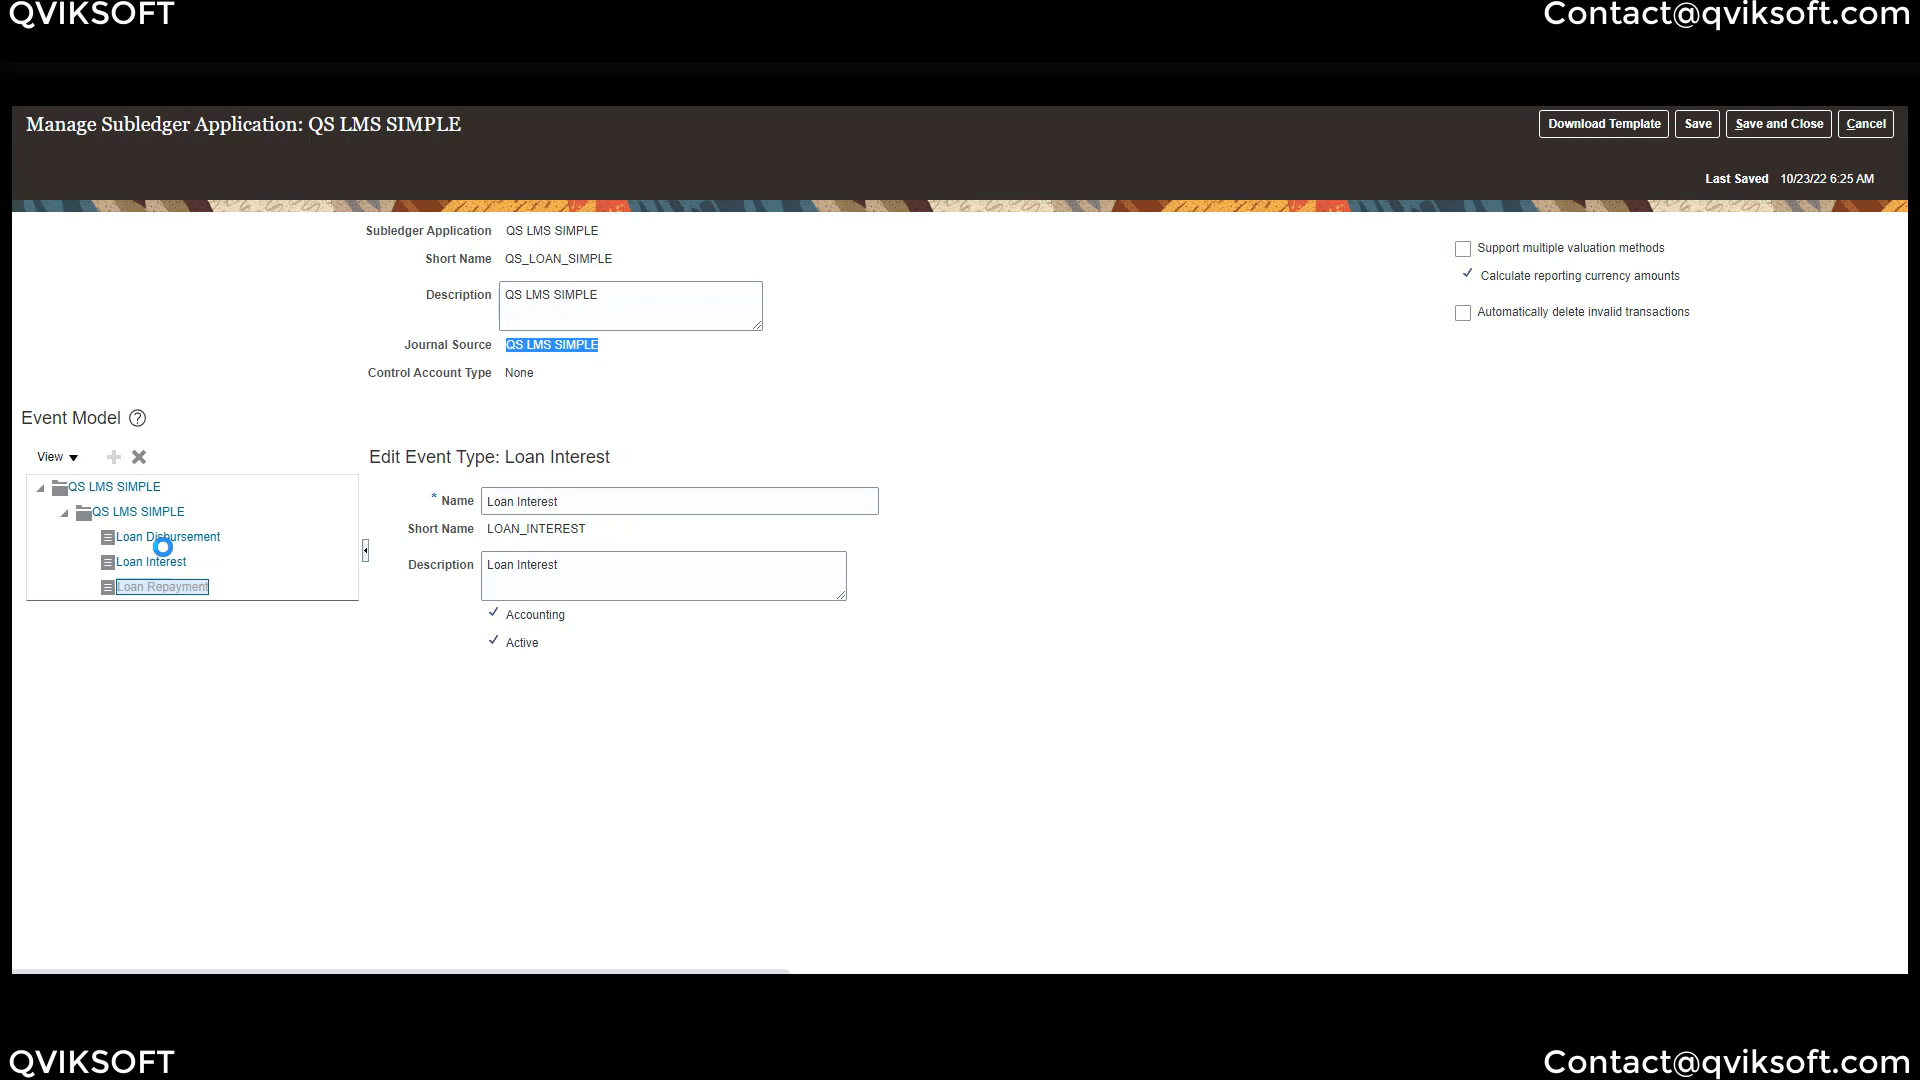 QVIKSOFT
Contact@qviksoft.com
Manage Subledger Application: QS LMS SIMPLE
Download Template
Save
Save and Close
Cancel
Last Saved 10/23/22 6:25 AM
Subledger Application QS LMS SIMPLE
Short Name QS_LOAN_SIMPLE
Description QS LMS SIMPLE
Journal Source QS LMS SIMPLE
Control Account Type None
Support multiple valuation methods
Calculate reporting currency amounts
Automatically delete invalid transactions
Event Model ?
View
QS LMS SIMPLE
QS LMS SIMPLE
Loan Disbursement
Loan Interest
Loan Repayment
Edit Event Type: Loan Interest
* Name Loan Interest
Short Name LOAN_INTEREST
Description Loan Interest
Accounting
Active
QVIKSOFT
Contact@qviksoft.com